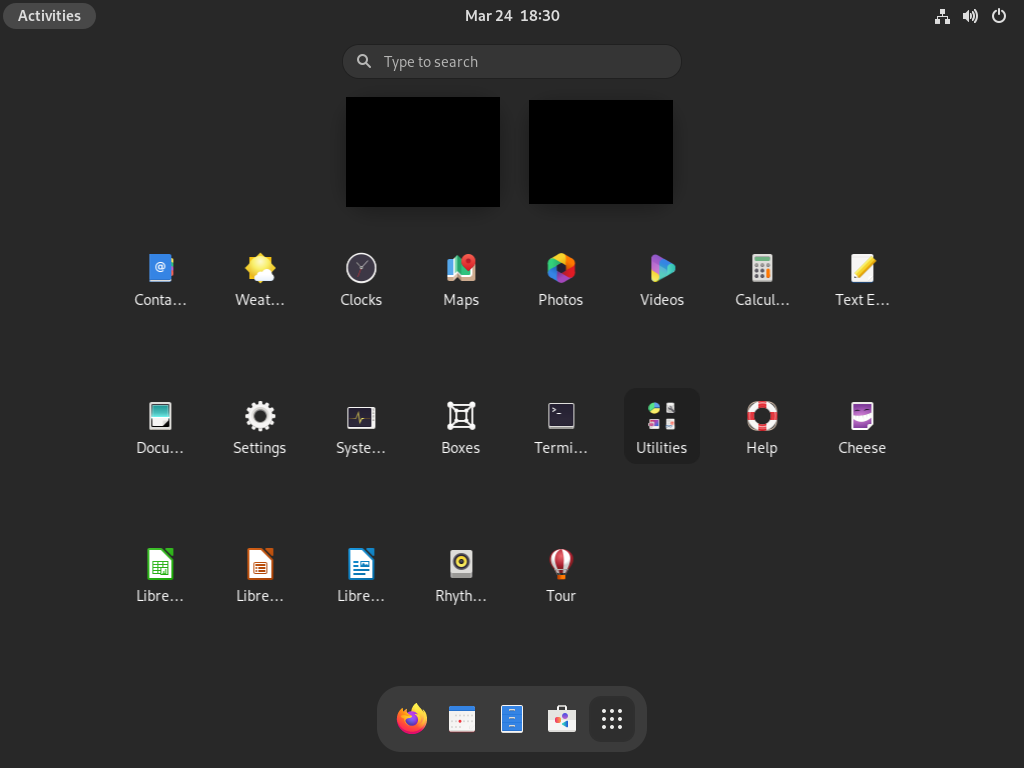 Activities
Mar 24 18:30
Type to search
Conta...
Weat...
Clocks
Maps
Photos
Videos
Calcul...
Text E...
Docu...
Settings
Syste...
Boxes
Termi...
Utilities
Help
Cheese
Libre...
Libre...
Libre...
Rhyth...
Tour